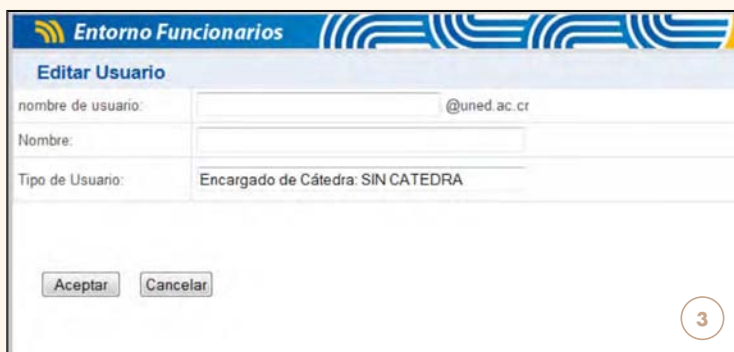 Entorno Funcionarios
Editar Usuario
nombre de usuario: @uned.ac.cr
Nombre:
Tipo de Usuario: Encargado de Cátedra: SIN CATEDRA
Aceptar Cancelar
3